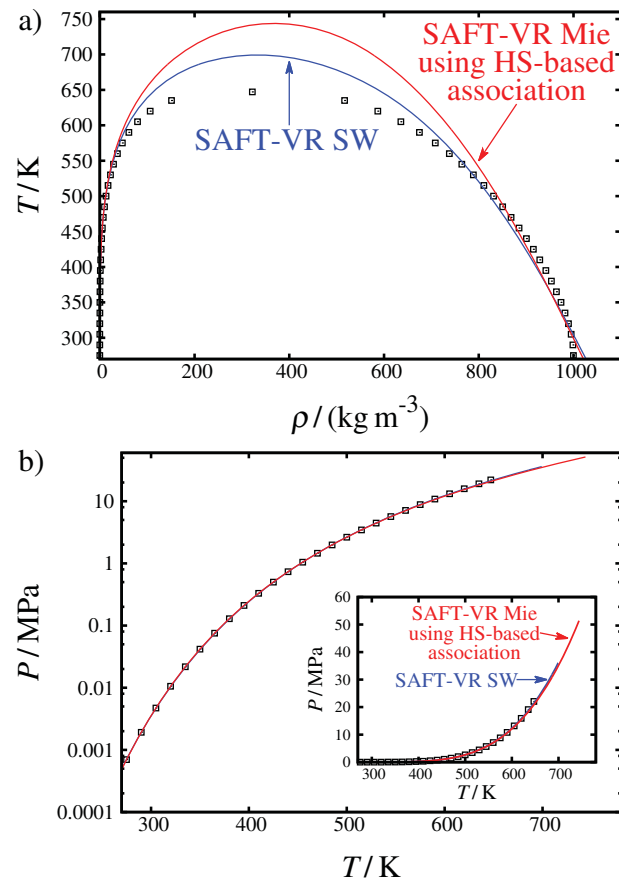 a)
750
700
650
600
550
500
450
400
350
300
T / K
SAFT-VR Mie
using HS-based
association
SAFT-VR SW
0 200 400 600 800 1000
ρ / (kg m⁻³)
b)
10
1
0.1
0.01
0.001
0.0001
P / MPa
60
50
40
30
20
10
0
P / MPa
SAFT-VR Mie
using HS-based
association
SAFT-VR SW
300 400 500 600 700
T / K
300 400 500 600 700
T / K